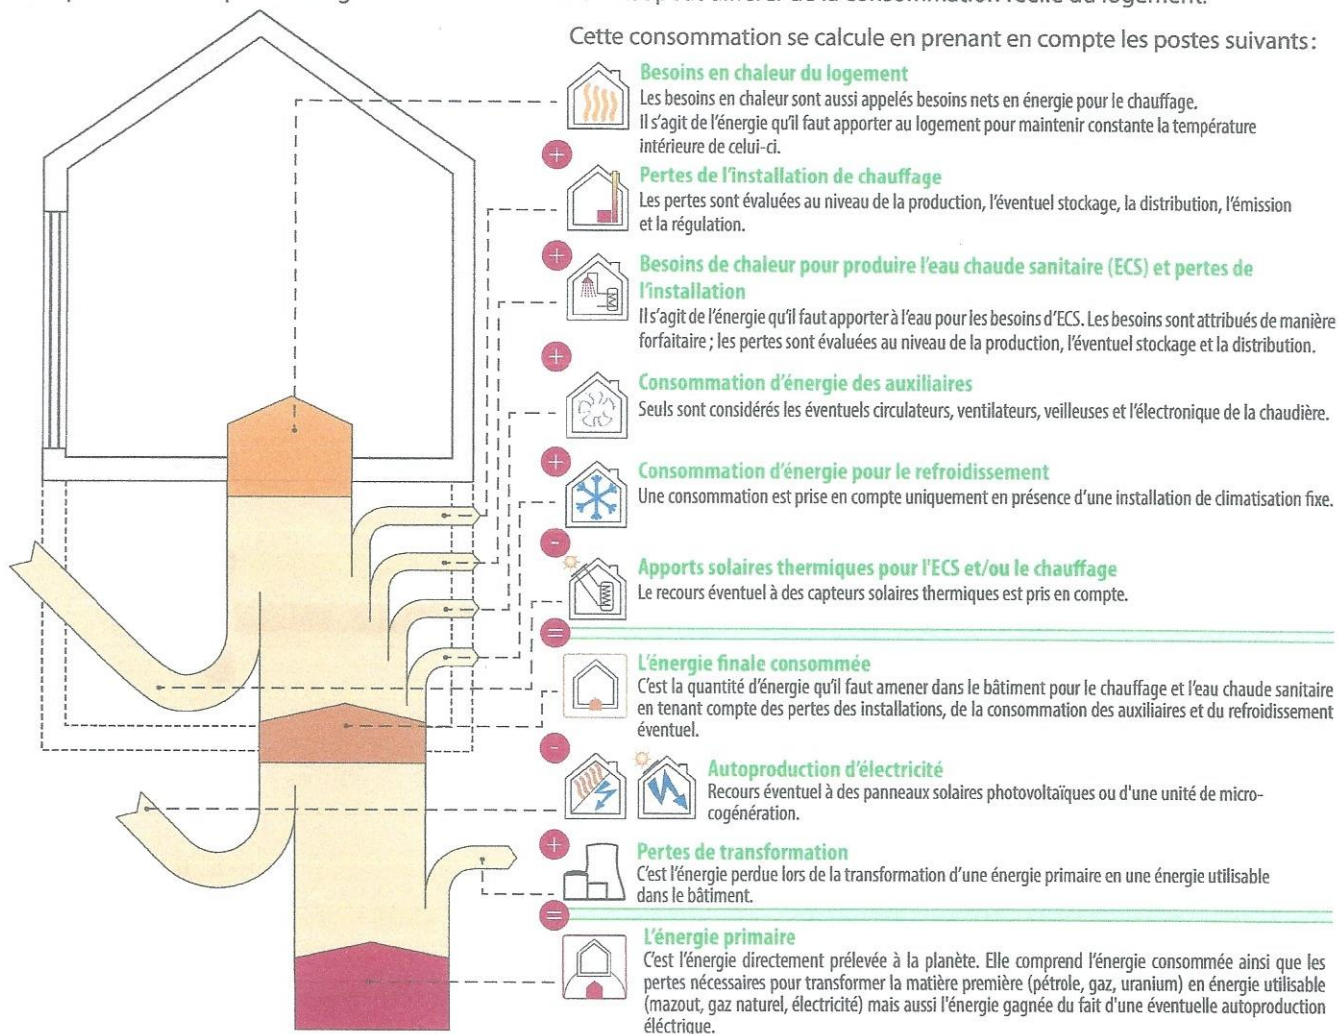 Cette consommation se calcule en prenant en compte les postes suivants :
Besoins en chaleur du logement
Les besoins en chaleur sont aussi appelés besoins nets en énergie pour le chauffage.
Il s'agit de l'énergie qu'il faut apporter au logement pour maintenir constante la température
intérieure de celui-ci.
+
Pertes de l'installation de chauffage
Les pertes sont évaluées au niveau de la production, l'éventuel stockage, la distribution, l'émission
et la régulation.
+
Besoins de chaleur pour produire l'eau chaude sanitaire (ECS) et pertes de
l'installation
Il s'agit de l'énergie qu'il faut apporter à l'eau pour les besoins d'ECS. Les besoins sont attribués de manière
forfaitaire ; les pertes sont évaluées au niveau de la production, l'éventuel stockage et la distribution.
+
Consommation d'énergie des auxiliaires
Seuls sont considérés les éventuels circulateurs, ventilateurs, veilleuses et l'électronique de la chaudière.
+
Consommation d'énergie pour le refroidissement
Une consommation est prise en compte uniquement en présence d'une installation de climatisation fixe.
-
Apports solaires thermiques pour l'ECS et/ou le chauffage
Le recours éventuel à des capteurs solaires thermiques est pris en compte.
=
L'énergie finale consommée
C'est la quantité d'énergie qu'il faut amener dans le bâtiment pour le chauffage et l'eau chaude sanitaire
en tenant compte des pertes des installations, de la consommation des auxiliaires et du refroidissement
éventuel.
-
Autoproduction d'électricité
Recours éventuel à des panneaux solaires photovoltaïques ou d'une unité de micro-
cogénération.
+
Pertes de transformation
C'est l'énergie perdue lors de la transformation d'une énergie primaire en une énergie utilisable
dans le bâtiment.
=
L'énergie primaire
C'est l'énergie directement prélevée à la planète. Elle comprend l'énergie consommée ainsi que les
pertes nécessaires pour transformer la matière première (pétrole, gaz, uranium) en énergie utilisable
(mazout, gaz naturel, électricité) mais aussi l'énergie gagnée du fait d'une éventuelle autoproduction
éléctrique.